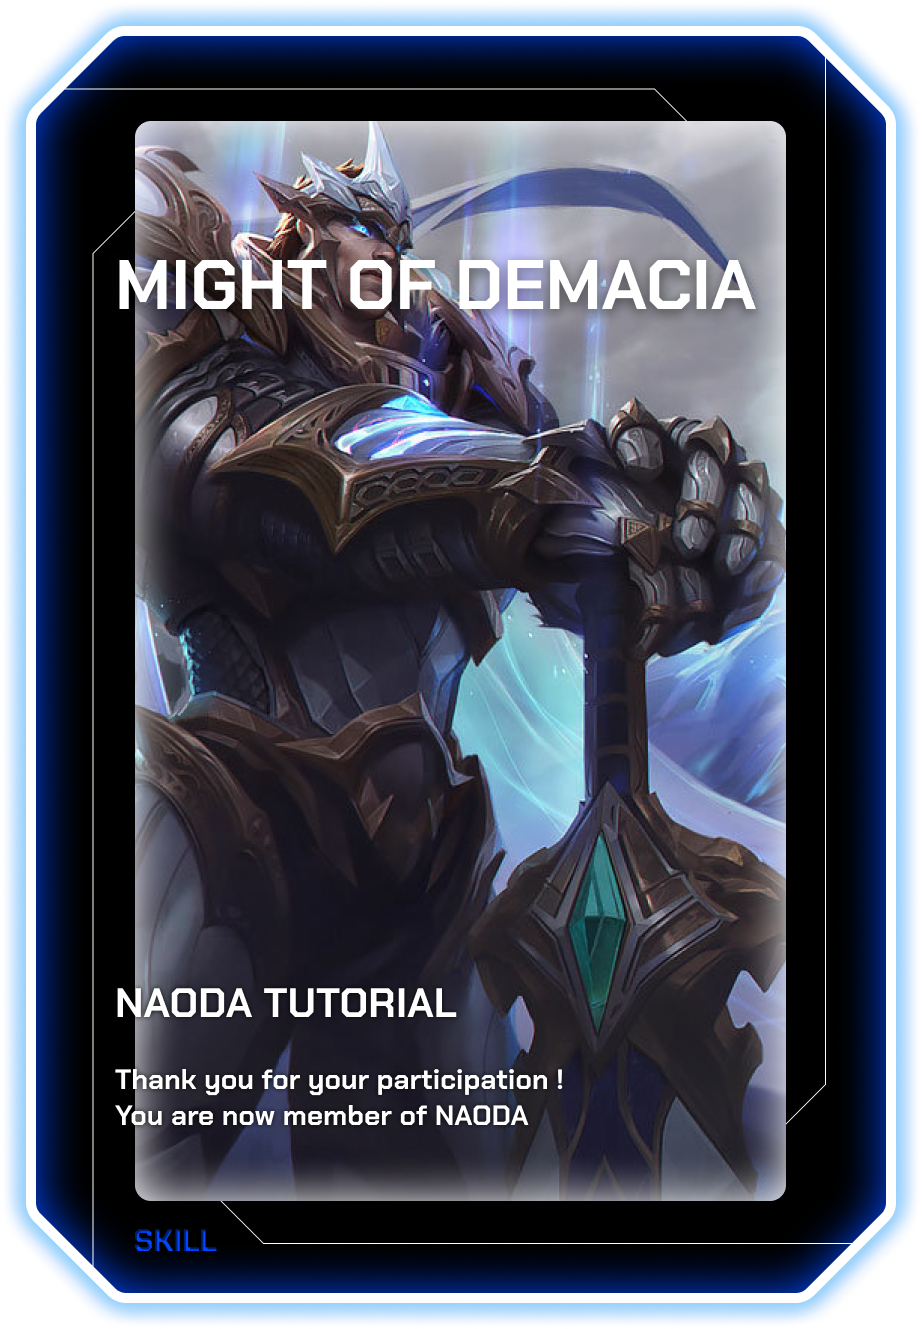 MIGHT OF DEMACIA
NAODA TUTORIAL
Thank you for your participation !
You are now member of NAODA
SKILL